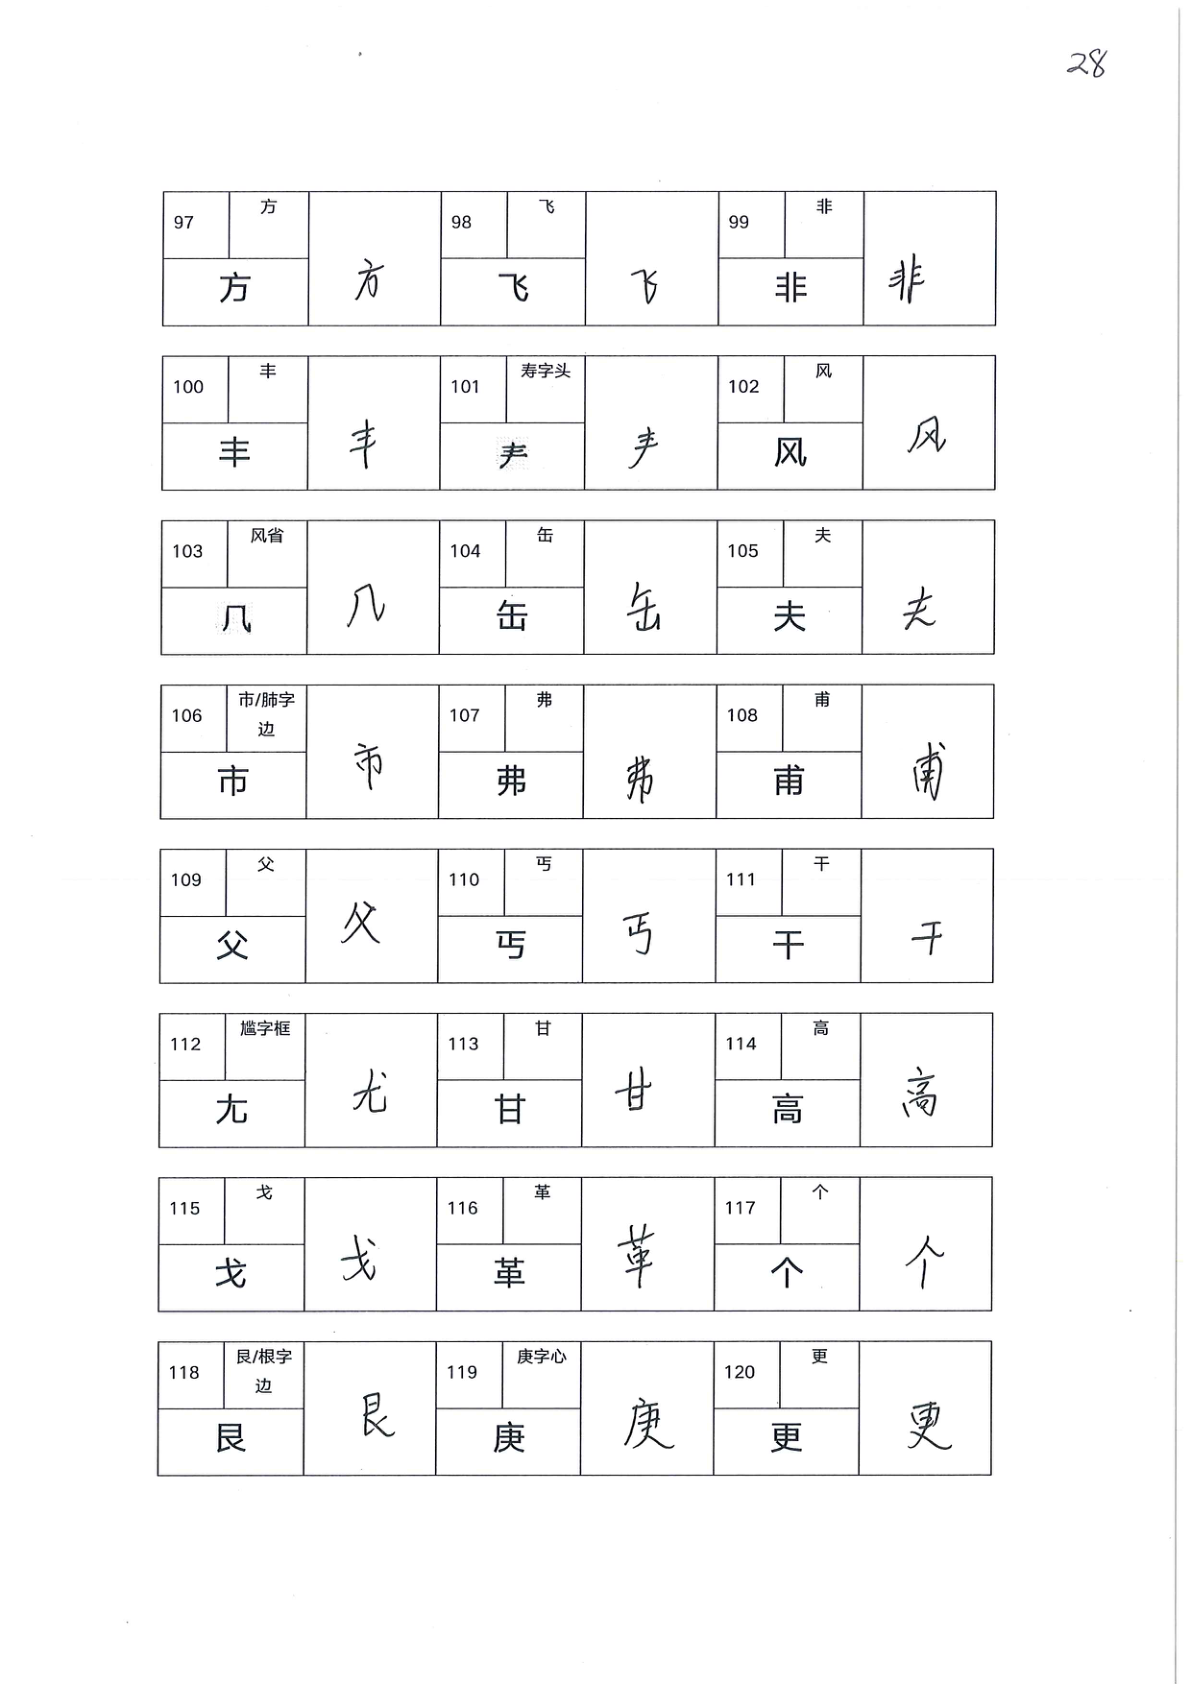 28
97 方 98 飞 99 非
方 方 飞 飞 非 非
100 丰 101 寿字头 102 风
丰 丰 龵 龵 风 风
103 风省 104 缶 105 夫
几 几 缶 缶 夫 夫
106 市/肺字 107 弗 108 甫
边
市 市 弗 弗 甫 甫
109 父 110 丐 111 干
父 父 丐 丐 干 干
112 尴字框 113 甘 114 高
尢 尤 甘 甘 高 高
115 戈 116 革 117 个
戈 戈 革 革 个 个
118 艮/根字 119 庚字心 120 更
边
艮 艮 庚 庚 更 更